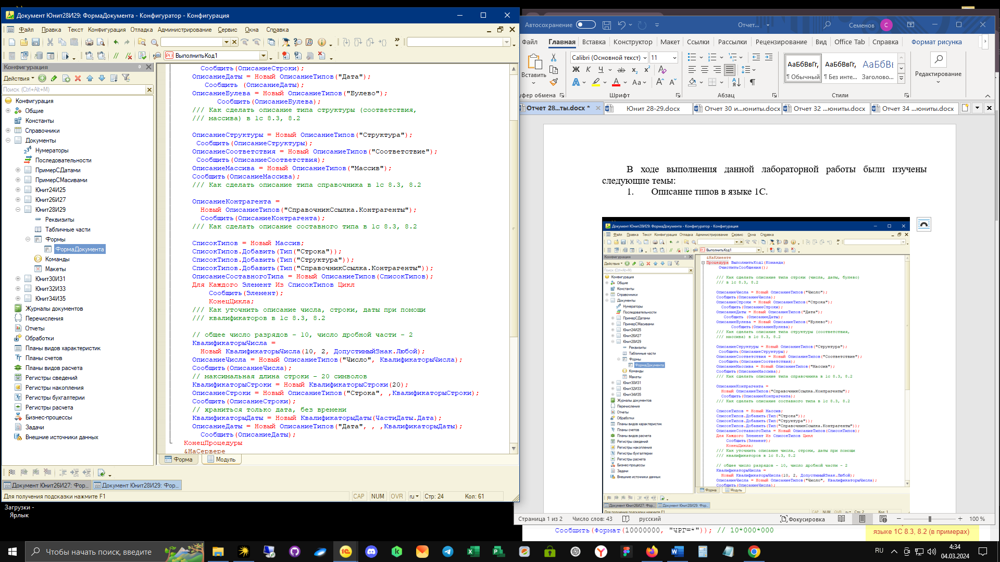 Документ Юнит28И29: ФормаДокумента - Конфигуратор - Конфигурация
Файл Правка Текст Конфигурация Отладка Администрирование Сервис Окна Справка
ВыполнитьКод1
Конфигурация
Действия
Поиск (Ctrl+Alt+M)
Конфигурация
Общие
Константы
Справочники
Документы
Нумераторы
Последовательности
ПримерСДатами
ПримерСМасивами
Юнит24И25
Юнит26И27
Юнит28И29
Реквизиты
Табличные части
Формы
ФормаДокумента
Команды
Макеты
Юнит30И31
Юнит32И33
Юнит34И35
Журналы документов
Перечисления
Отчеты
Обработки
Планы видов характеристик
Планы счетов
Планы видов расчета
Регистры сведений
Регистры накопления
Регистры бухгалтерии
Регистры расчета
Бизнес-процессы
Задачи
Внешние источники данных
Сообщить(ОписаниеСтроки);
ОписаниеДаты = Новый ОписаниеТипов("Дата");
Сообщить (ОписаниеДаты);
ОписаниеБулева = Новый ОписаниеТипов("Булево");
Сообщить(ОписаниеБулева);
/// Как сделать описание типа структуры (соответствия,
/// массива) в 1с 8.3, 8.2
ОписаниеСтруктуры = Новый ОписаниеТипов("Структура");
Сообщить(ОписаниеСтруктуры);
ОписаниеСоответствия = Новый ОписаниеТипов("Соответствие");
Сообщить(ОписаниеСоответствия);
ОписаниеМассива = Новый ОписаниеТипов("Массив");
Сообщить(ОписаниеМассива);
/// Как сделать описание типа справочника в 1с 8.3, 8.2
ОписаниеКонтрагента =
Новый ОписаниеТипов("СправочникСсылка.Контрагенты");
Сообщить(ОписаниеКонтрагента);
/// Как сделать описание составного типа в 1с 8.3, 8.2
СписокТипов = Новый Массив;
СписокТипов.Добавить(Тип("Строка"));
СписокТипов.Добавить(Тип("Структура"));
СписокТипов.Добавить(Тип("СправочникСсылка.Контрагенты"));
ОписаниеСоставногоТипа = Новый ОписаниеТипов(СписокТипов);
Для Каждого Элемент Из СписокТипов Цикл
Сообщить(Элемент);
КонецЦикла;
/// Как уточнить описание числа, строки, даты при помощи
/// квалификаторов в 1с 8.3, 8.2
// общее число разрядов - 10, число дробной части - 2
КвалификаторыЧисла =
Новый КвалификаторыЧисла(10, 2, ДопустимыйЗнак.Любой);
ОписаниеЧисла = Новый ОписаниеТипов("Число", КвалификаторыЧисла);
Сообщить(ОписаниеЧисла);
// максимальная длина строки - 20 символов
КвалификаторыСтроки = Новый КвалификаторыСтроки(20);
ОписаниеСтроки = Новый ОписаниеТипов("Строка", ,КвалификаторыСтроки);
Сообщить(ОписаниеСтроки);
// храниться только дата, без времени
КвалификаторыДаты = Новый КвалификаторыДаты(ЧастиДаты.Дата);
ОписаниеДаты = Новый ОписаниеТипов("Дата", , ,КвалификаторыДаты);
Сообщить(ОписаниеДаты);
КонецПроцедуры
&НаСервере
Форма Модуль
Документ Юнит26И27: Фор... Документ Юнит28И29: Фор...
Для получения подсказки нажмите F1 CAP NUM OVR ru Стр: 24 Кол: 61
Загрузки -
Ярлык
Автосохранение Отчет... Семенов С
Файл Главная Вставка Конструктор Макет Ссылки Рассылки Рецензирование Вид Office Tab Справка Формат рисунка
Вставить
Calibri (Основной текст) 11
Ж К Ч ab x₂ x²
АаБбВвГг, АаБбВвГг, АаБбВв
¶ Обычный ¶ Без инте... Заголово...
Редактирование
уфер обмена Шрифт Абзац Стили
Отчет 28...ты.docx * Юнит 28-29.docx Отчет 30 и...юниты.docx Отчет 32 ...юниты.docx Отчет 34 ...юниты.docx
В ходе выполнения данной лабораторной работы были изучены
следующие темы:
1. Описание типов в языке 1С.
Документ Юнит28И29: ФормаДокумента - Конфигуратор - Конфигурация
Файл Правка Текст Конфигурация Отладка Администрирование Сервис Окна Справка
ВыполнитьКод1
Конфигурация
Действия
Поиск (Ctrl+Alt+M)
Конфигурация
Общие
Константы
Справочники
Документы
Нумераторы
Последовательности
ПримерСДатами
ПримерСМасивами
Юнит24И25
Юнит26И27
Юнит28И29
Реквизиты
Табличные части
Формы
ФормаДокумента
Команды
Макеты
Юнит30И31
Юнит32И33
Юнит34И35
Журналы документов
Перечисления
Отчеты
Обработки
Планы видов характеристик
Планы счетов
Планы видов расчета
Регистры сведений
Регистры накопления
Регистры бухгалтерии
Регистры расчета
Бизнес-процессы
Задачи
Внешние источники данных
&НаКлиенте
Процедура ВыполнитьКод1(Команда)
ОчиститьСообщения();
/// Как сделать описание типа строки (числа, даты, булево)
/// в 1с 8.3, 8.2
ОписаниеЧисла = Новый ОписаниеТипов("Число");
Сообщить(ОписаниеЧисла);
ОписаниеСтроки = Новый ОписаниеТипов("Строка");
Сообщить(ОписаниеСтроки);
ОписаниеДаты = Новый ОписаниеТипов("Дата");
Сообщить (ОписаниеДаты);
ОписаниеБулева = Новый ОписаниеТипов("Булево");
Сообщить(ОписаниеБулева);
/// Как сделать описание типа структуры (соответствия,
/// массива) в 1с 8.3, 8.2
ОписаниеСтруктуры = Новый ОписаниеТипов("Структура");
Сообщить(ОписаниеСтруктуры);
ОписаниеСоответствия = Новый ОписаниеТипов("Соответствие");
Сообщить(ОписаниеСоответствия);
ОписаниеМассива = Новый ОписаниеТипов("Массив");
Сообщить(ОписаниеМассива);
/// Как сделать описание типа справочника в 1с 8.3, 8.2
ОписаниеКонтрагента =
Новый ОписаниеТипов("СправочникСсылка.Контрагенты");
Сообщить(ОписаниеКонтрагента);
/// Как сделать описание составного типа в 1с 8.3, 8.2
СписокТипов = Новый Массив;
СписокТипов.Добавить(Тип("Строка"));
СписокТипов.Добавить(Тип("Структура"));
СписокТипов.Добавить(Тип("СправочникСсылка.Контрагенты"));
ОписаниеСоставногоТипа = Новый ОписаниеТипов(СписокТипов);
Для Каждого Элемент Из СписокТипов Цикл
Сообщить(Элемент);
КонецЦикла;
/// Как уточнить описание числа, строки, даты при помощи
/// квалификаторов в 1с 8.3, 8.2
// общее число разрядов - 10, число дробной части - 2
КвалификаторыЧисла =
Новый КвалификаторыЧисла(10, 2, ДопустимыйЗнак.Любой);
ОписаниеЧисла = Новый ОписаниеТипов("Число", КвалификаторыЧисла);
Сообщить(ОписаниеЧисла);
Форма Модуль
Документ Юнит26И27: Фор... Документ Юнит28И29: Фор...
Для получения подсказки нажмите F1 CAP NUM OVR ru Стр: 2 Кол: 1
Страница 1 из 2 Число слов: 43 русский Фокусировка 100 %
Сообщить(Формат(10000000, "ЧРГ=*")); // 10*000*000
языке 1С 8.3, 8.2 (в примерах)
Чтобы начать поиск, введите
RU
4:34
04.03.2024